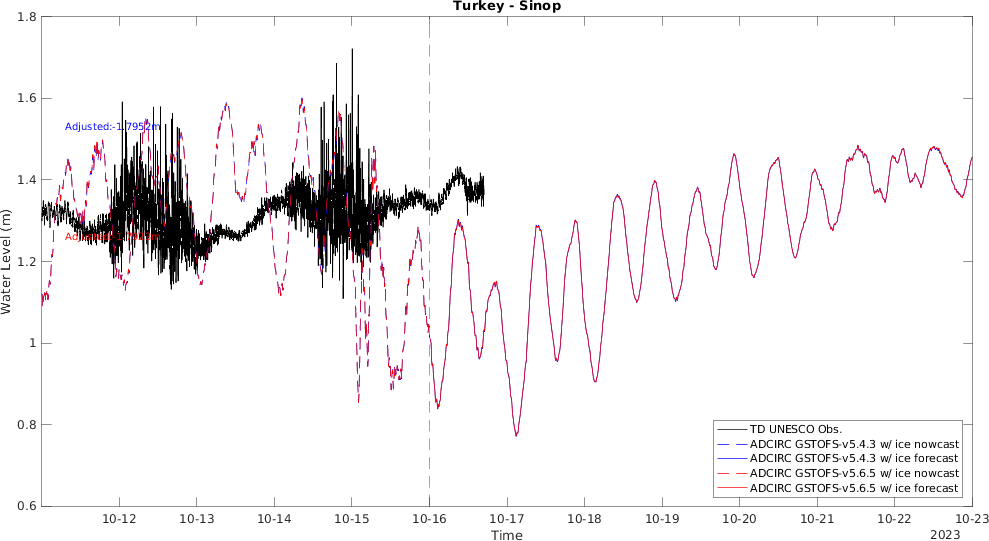 Turkey - Sinop
1.8
1.6
1.4
1.2
1
0.8
0.6
Water Level (m)
Adjusted:-1.7952m
10-12
10-13
10-14
10-15
10-16
10-17
10-18
10-19
10-20
10-21
10-22
10-23
Time
2023
TD UNESCO Obs.
ADCIRC GSTOFS-v5.4.3 w/ ice nowcast
ADCIRC GSTOFS-v5.4.3 w/ ice forecast
ADCIRC GSTOFS-v5.6.5 w/ ice nowcast
ADCIRC GSTOFS-v5.6.5 w/ ice forecast